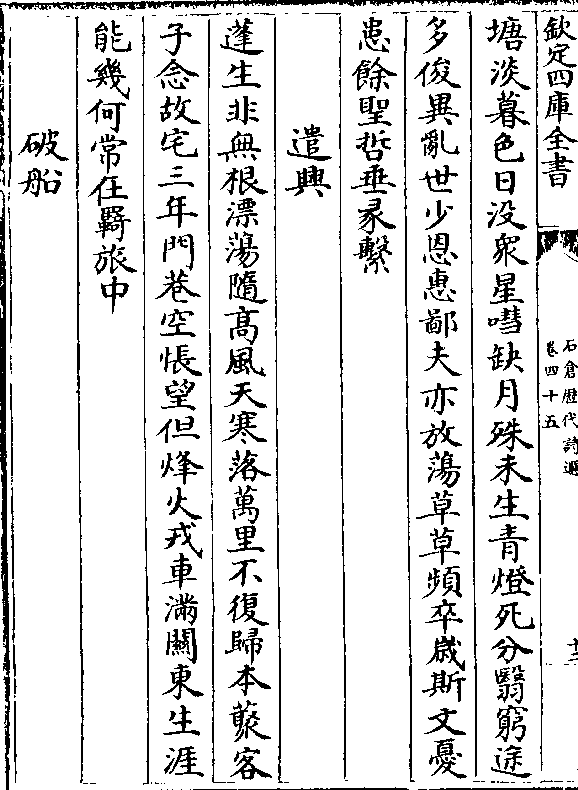 欽定四庫全書
石倉歷代詩選
卷四十五
十二
塘淡暮色日没衆星嘒缺月殊未生青燈死分翳窮途
多俊異亂世少恩惠鄙夫亦放蕩草草頻卒歲斯文憂
患餘聖哲垂彖繫
遣興
蓬生非無根漂蕩隨髙風天寒落萬里不復歸本藂客
子念故宅三年門巷空悵望但烽火戎車滿關東生涯
能幾何常在羇旅中
破船